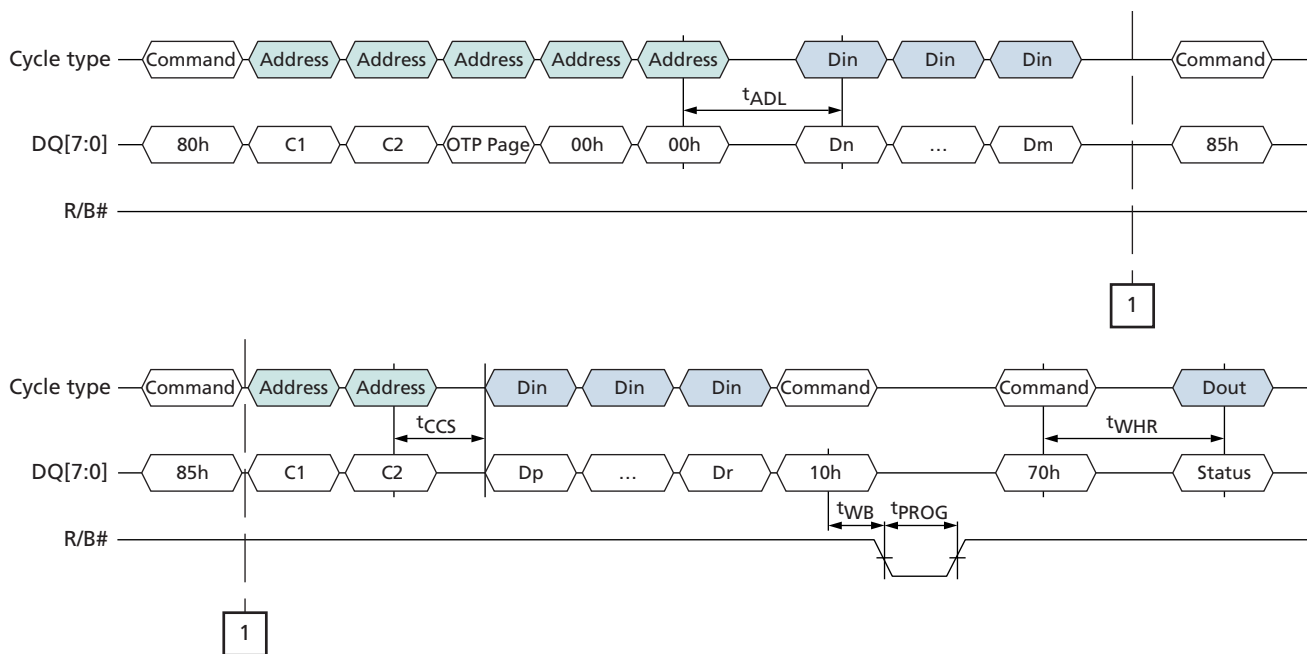 Cycle type Command Address Address Address Address Address Din Din Din Command
tADL
DQ[7:0] 80h C1 C2 OTP Page 00h 00h Dn … Dm 85h
R/B#
1
Cycle type Command Address Address Din Din Din Command Command Dout
tCCS tWHR
DQ[7:0] 85h C1 C2 Dp … Dr 10h 70h Status
tWB tPROG
R/B#
1